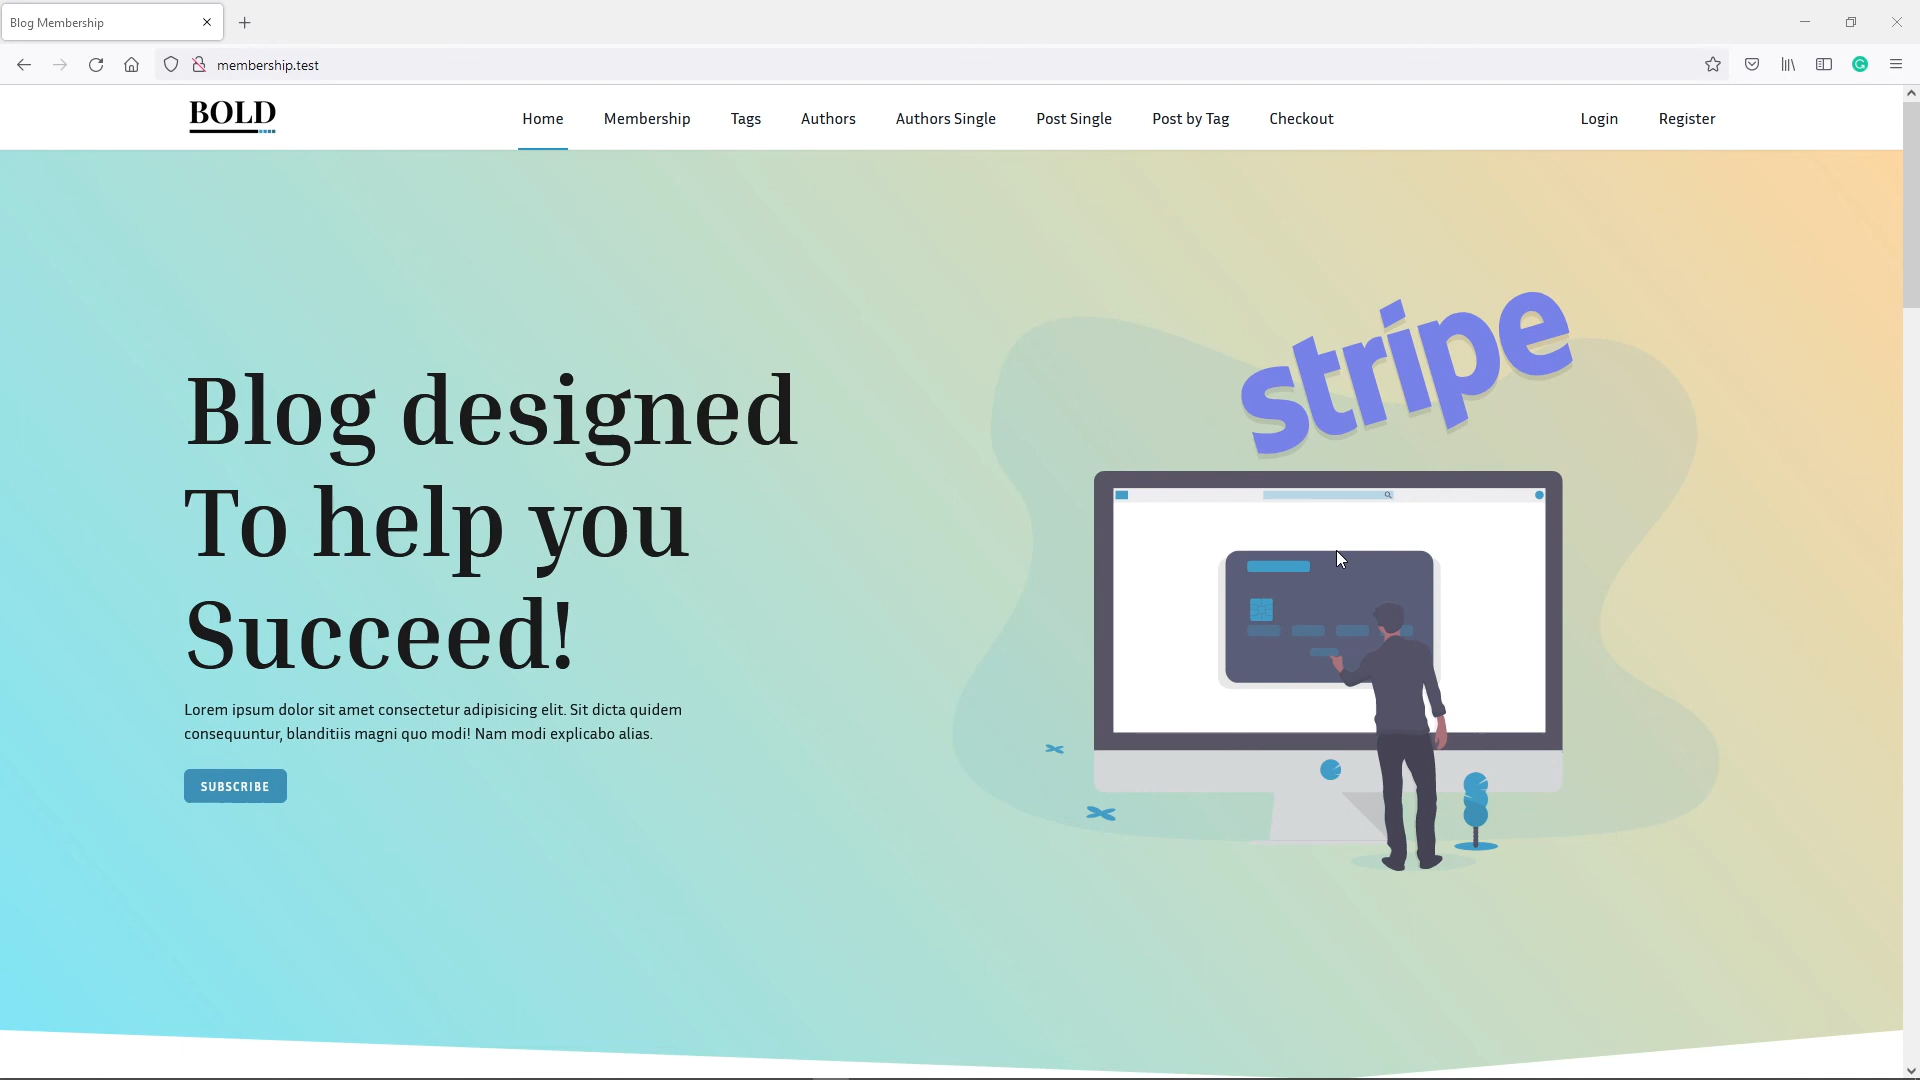 Blog Membership
membership.test
BOLD
Home
Membership
Tags
Authors
Authors Single
Post Single
Post by Tag
Checkout
Login
Register
stripe
Blog designed
To help you
Succeed!
Lorem ipsum dolor sit amet consectetur adipisicing elit. Sit dicta quidem
consequuntur, blanditiis magni quo modi! Nam modi explicabo alias.
SUBSCRIBE